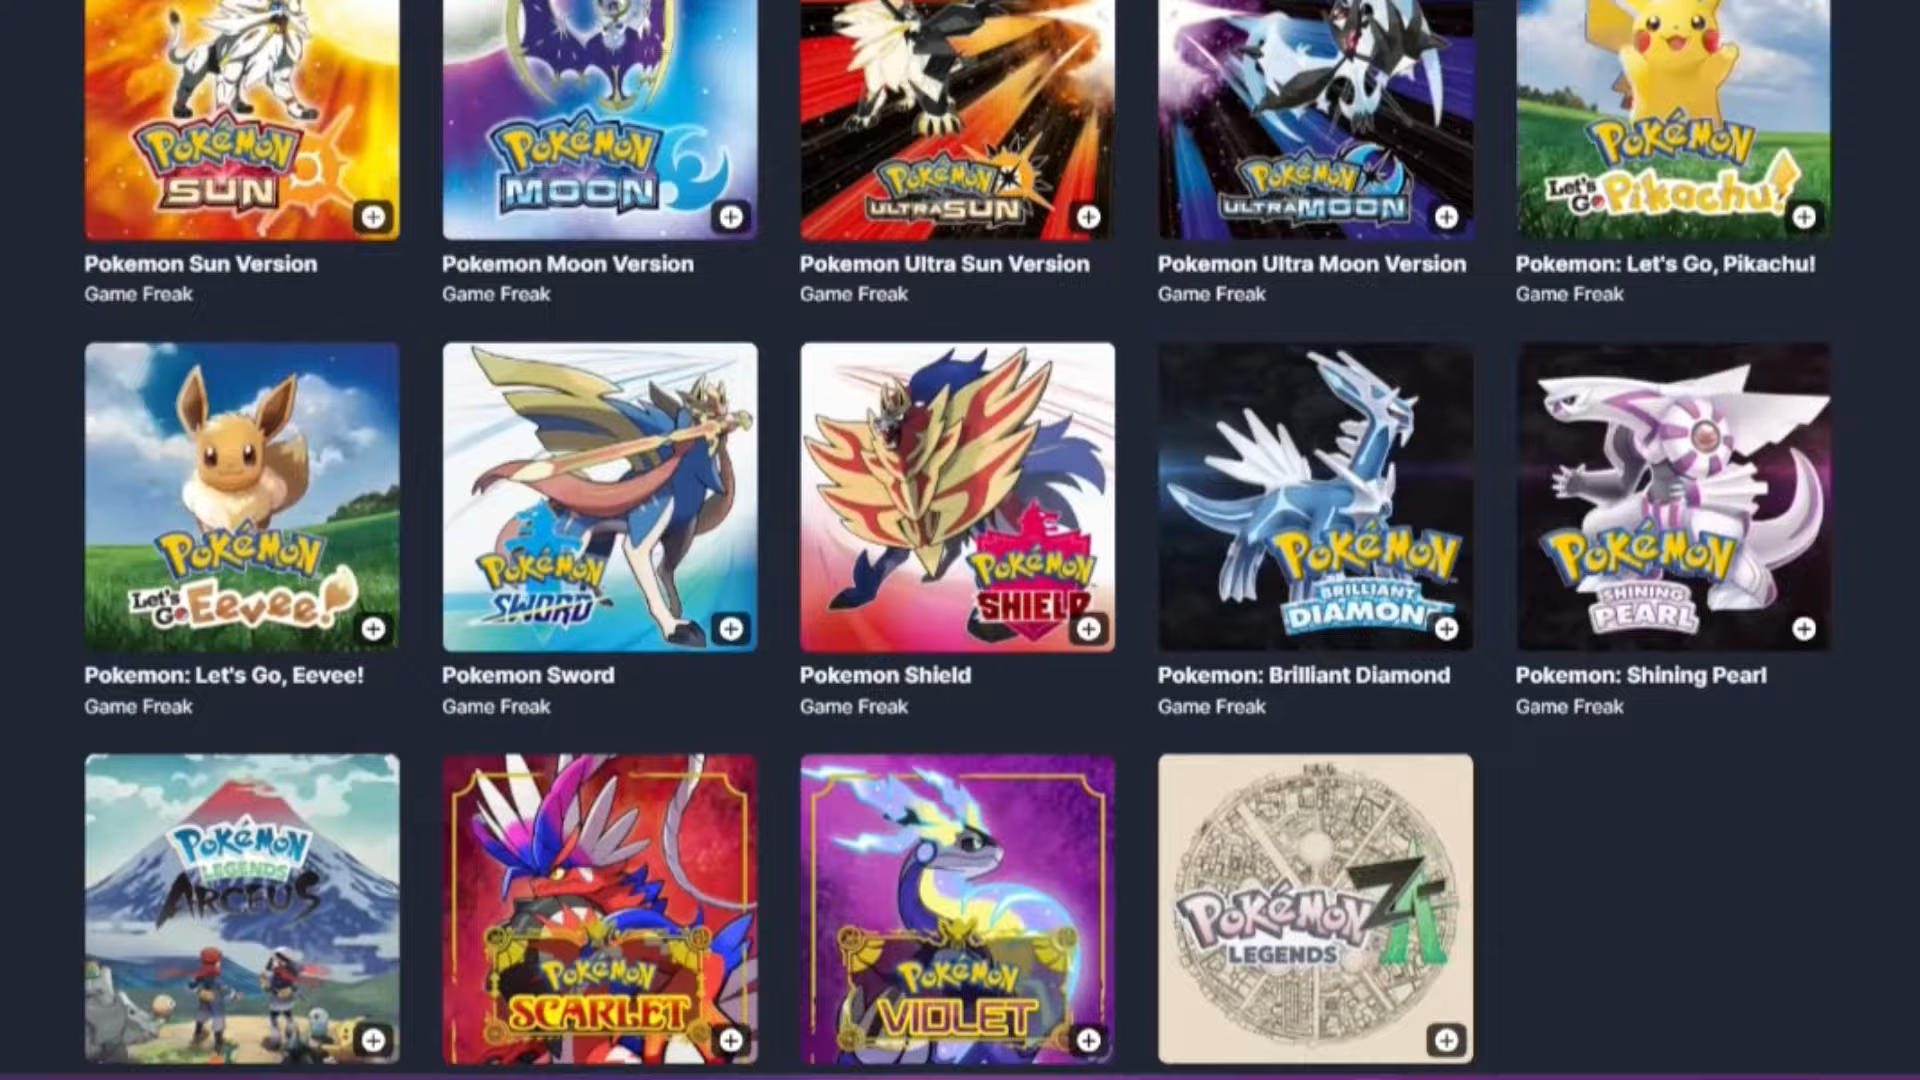 POKéMON
SUN
POKéMON
MOON
POKéMON
ULTRA SUN
POKéMON
ULTRA MOON
POKéMON
Let's Go Pikachu!
Pokemon Sun Version
Pokemon Moon Version
Pokemon Ultra Sun Version
Pokemon Ultra Moon Version
Pokemon: Let's Go, Pikachu!
Game Freak
Game Freak
Game Freak
Game Freak
Game Freak
POKéMON
Let's Go Eevee!
POKéMON
SWORD
POKéMON
SHIELD
POKéMON
BRILLIANT
DIAMOND
POKéMON
SHINING
PEARL
Pokemon: Let's Go, Eevee!
Pokemon Sword
Pokemon Shield
Pokemon: Brilliant Diamond
Pokemon: Shining Pearl
Game Freak
Game Freak
Game Freak
Game Freak
Game Freak
POKéMON
LEGENDS
ARCEUS
POKéMON
SCARLET
POKéMON
VIOLET
POKéMON
LEGENDS
ZA